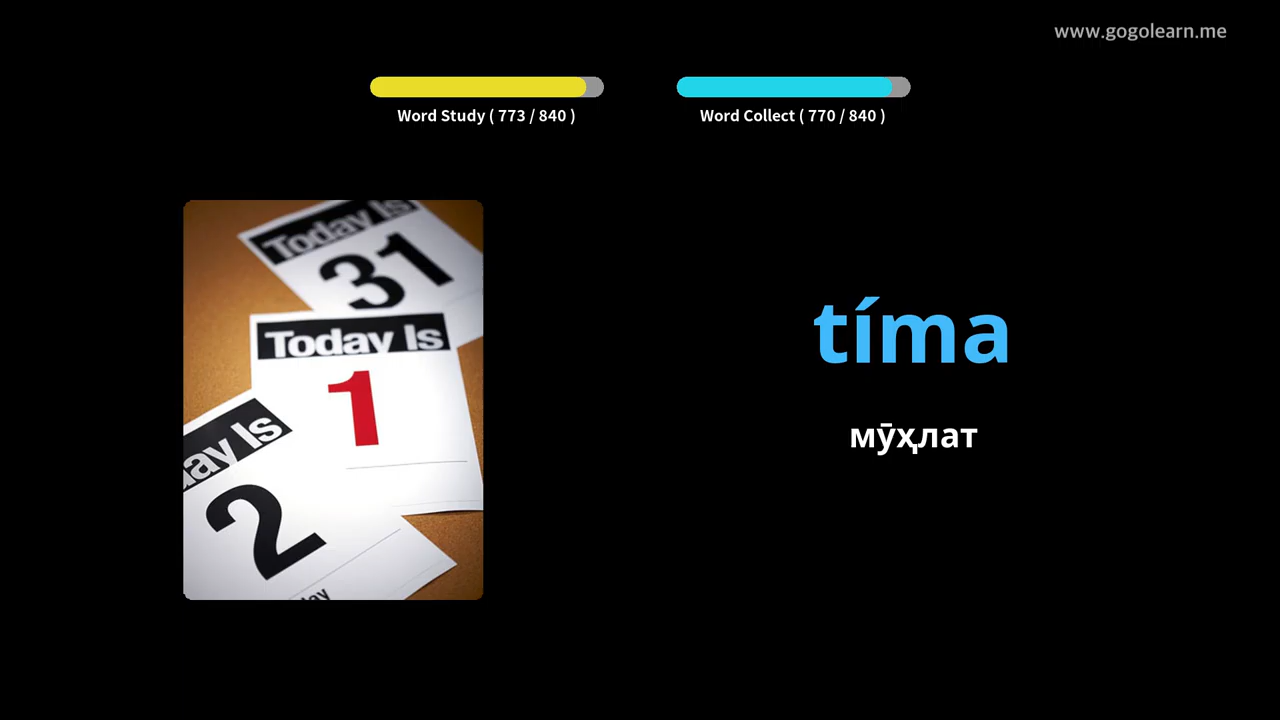 www.gogolearn.me
Word Study ( 773 / 840 )
Word Collect ( 770 / 840 )
Today Is
31
Today Is
1
ay Is
2
tíma
мӯҳлат